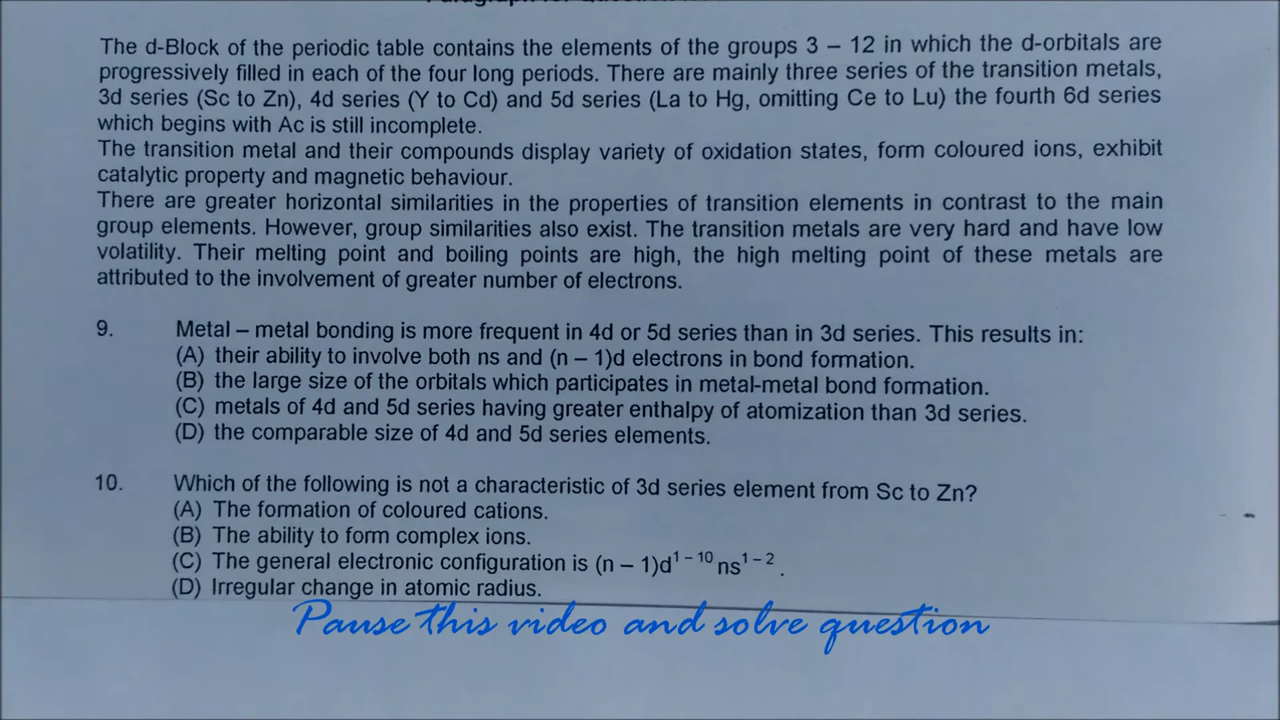 The d-Block of the periodic table contains the elements of the groups 3 – 12 in which the d-orbitals are
progressively filled in each of the four long periods. There are mainly three series of the transition metals,
3d series (Sc to Zn), 4d series (Y to Cd) and 5d series (La to Hg, omitting Ce to Lu) the fourth 6d series
which begins with Ac is still incomplete.
The transition metal and their compounds display variety of oxidation states, form coloured ions, exhibit
catalytic property and magnetic behaviour.
There are greater horizontal similarities in the properties of transition elements in contrast to the main
group elements. However, group similarities also exist. The transition metals are very hard and have low
volatility. Their melting point and boiling points are high, the high melting point of these metals are
attributed to the involvement of greater number of electrons.
9. Metal – metal bonding is more frequent in 4d or 5d series than in 3d series. This results in:
(A) their ability to involve both ns and (n – 1)d electrons in bond formation.
(B) the large size of the orbitals which participates in metal-metal bond formation.
(C) metals of 4d and 5d series having greater enthalpy of atomization than 3d series.
(D) the comparable size of 4d and 5d series elements.
10. Which of the following is not a characteristic of 3d series element from Sc to Zn?
(A) The formation of coloured cations.
(B) The ability to form complex ions.
(C) The general electronic configuration is (n – 1)d¹⁻¹⁰ns¹⁻².
(D) Irregular change in atomic radius.
Pause this video and solve question